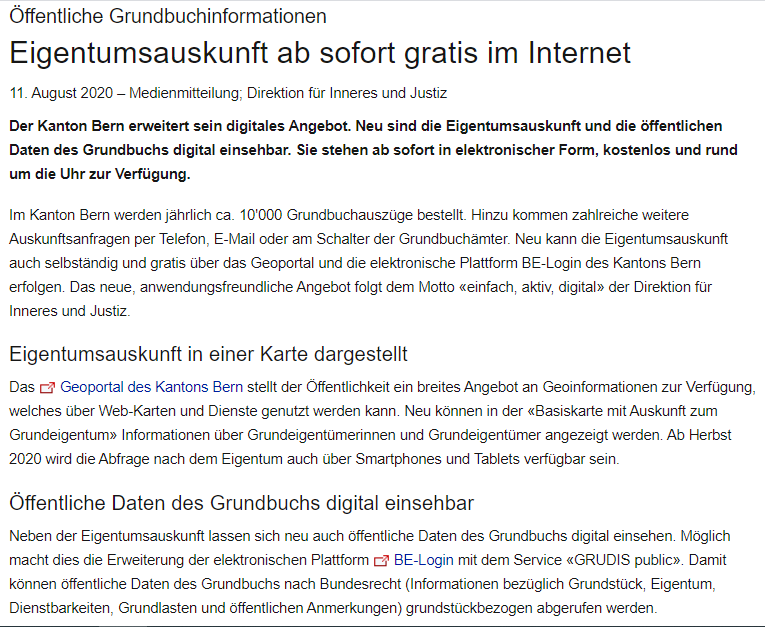 Öffentliche Grundbuchinformationen
Eigentumsauskunft ab sofort gratis im Internet
11. August 2020 – Medienmitteilung; Direktion für Inneres und Justiz
Der Kanton Bern erweitert sein digitales Angebot. Neu sind die Eigentumsauskunft und die öffentlichen
Daten des Grundbuchs digital einsehbar. Sie stehen ab sofort in elektronischer Form, kostenlos und rund
um die Uhr zur Verfügung.
Im Kanton Bern werden jährlich ca. 10'000 Grundbuchauszüge bestellt. Hinzu kommen zahlreiche weitere
Auskunftsanfragen per Telefon, E-Mail oder am Schalter der Grundbuchämter. Neu kann die Eigentumsauskunft
auch selbständig und gratis über das Geoportal und die elektronische Plattform BE-Login des Kantons Bern
erfolgen. Das neue, anwendungsfreundliche Angebot folgt dem Motto «einfach, aktiv, digital» der Direktion für
Inneres und Justiz.
Eigentumsauskunft in einer Karte dargestellt
Das Geoportal des Kantons Bern stellt der Öffentlichkeit ein breites Angebot an Geoinformationen zur Verfügung,
welches über Web-Karten und Dienste genutzt werden kann. Neu können in der «Basiskarte mit Auskunft zum
Grundeigentum» Informationen über Grundeigentümerinnen und Grundeigentümer angezeigt werden. Ab Herbst
2020 wird die Abfrage nach dem Eigentum auch über Smartphones und Tablets verfügbar sein.
Öffentliche Daten des Grundbuchs digital einsehbar
Neben der Eigentumsauskunft lassen sich neu auch öffentliche Daten des Grundbuchs digital einsehen. Möglich
macht dies die Erweiterung der elektronischen Plattform BE-Login mit dem Service «GRUDIS public». Damit
können öffentliche Daten des Grundbuchs nach Bundesrecht (Informationen bezüglich Grundstück, Eigentum,
Dienstbarkeiten, Grundlasten und öffentlichen Anmerkungen) grundstückbezogen abgerufen werden.